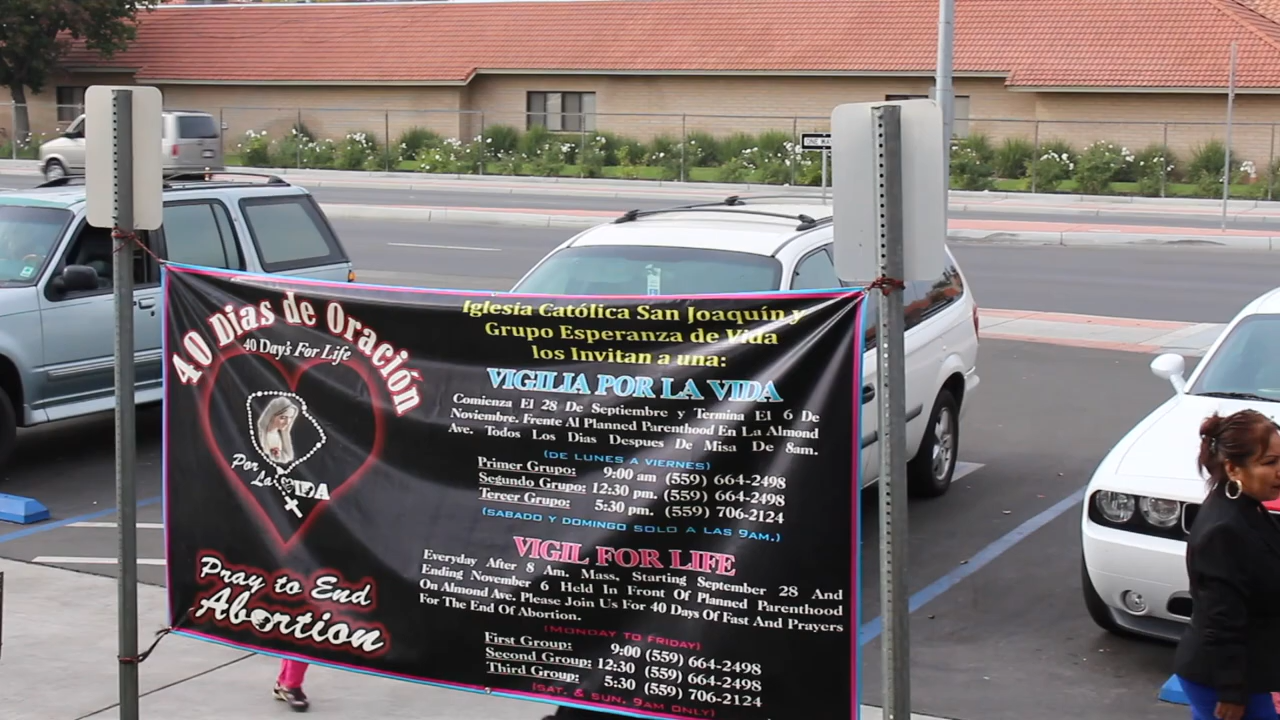 ONE WAY
40 Dias de Oración
40 Day's For Life
Por
La VIDA
Pray to End
Abortion
Iglesia Católica San Joaquín y
Grupo Esperanza de Vida
los Invitan a una:
VIGILIA POR LA VIDA
Comienza El 28 De Septiembre y Termina El 6 De
Noviembre. Frente Al Planned Parenthood En La Almond
Ave. Todos Los Dias Despues De Misa De 8am.
(DE LUNES A VIERNES)
Primer Grupo: 9:00 am (559) 664-2498
Segundo Grupo: 12:30 pm. (559) 664-2498
Tercer Grupo: 5:30 pm. (559) 706-2124
(SABADO Y DOMINGO SOLO A LAS 9AM.)
VIGIL FOR LIFE
Everyday After 8 Am. Mass, Starting September 28 And
Ending November 6 Held In Front Of Planned Parenthood
On Almond Ave. Please Join Us For 40 Days Of Fast And Prayers
For The End Of Abortion.
(MONDAY TO FRIDAY)
First Group: 9:00 (559) 664-2498
Second Group: 12:30 (559) 664-2498
Third Group: 5:30 (559) 706-2124
(SAT. & SUN. 9AM ONLY)